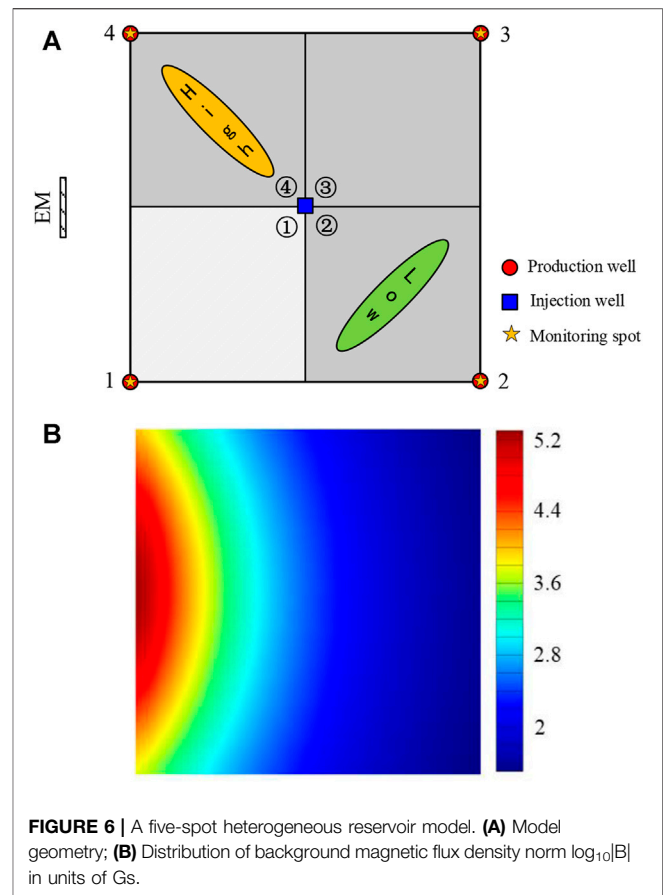 A
4
3
High
④ ③
① ②
EM
Low
Production well
Injection well
Monitoring spot
1
2
B
5.2
4.4
3.6
2.8
2
FIGURE 6 | A five-spot heterogeneous reservoir model. (A) Model
geometry; (B) Distribution of background magnetic flux density norm log₁₀|B|
in units of Gs.